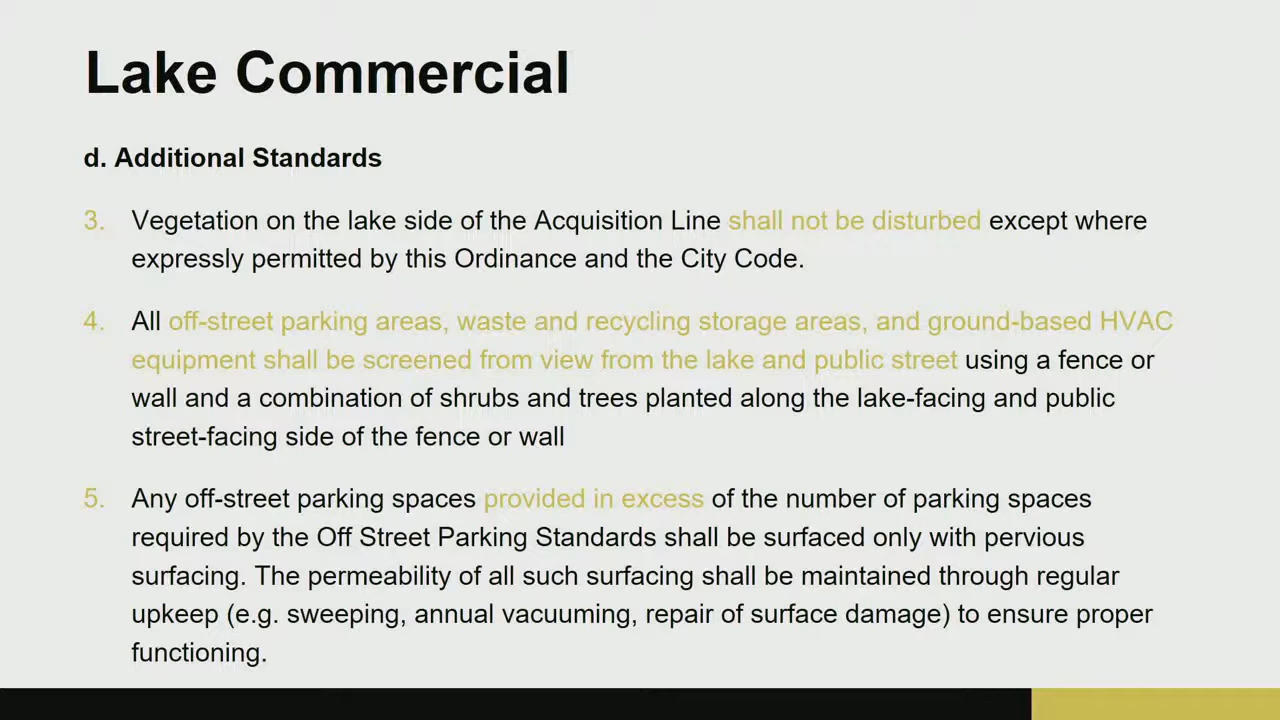 Lake Commercial
d. Additional Standards
3. Vegetation on the lake side of the Acquisition Line shall not be disturbed except where
expressly permitted by this Ordinance and the City Code.
4. All off-street parking areas, waste and recycling storage areas, and ground-based HVAC
equipment shall be screened from view from the lake and public street using a fence or
wall and a combination of shrubs and trees planted along the lake-facing and public
street-facing side of the fence or wall
5. Any off-street parking spaces provided in excess of the number of parking spaces
required by the Off Street Parking Standards shall be surfaced only with pervious
surfacing. The permeability of all such surfacing shall be maintained through regular
upkeep (e.g. sweeping, annual vacuuming, repair of surface damage) to ensure proper
functioning.